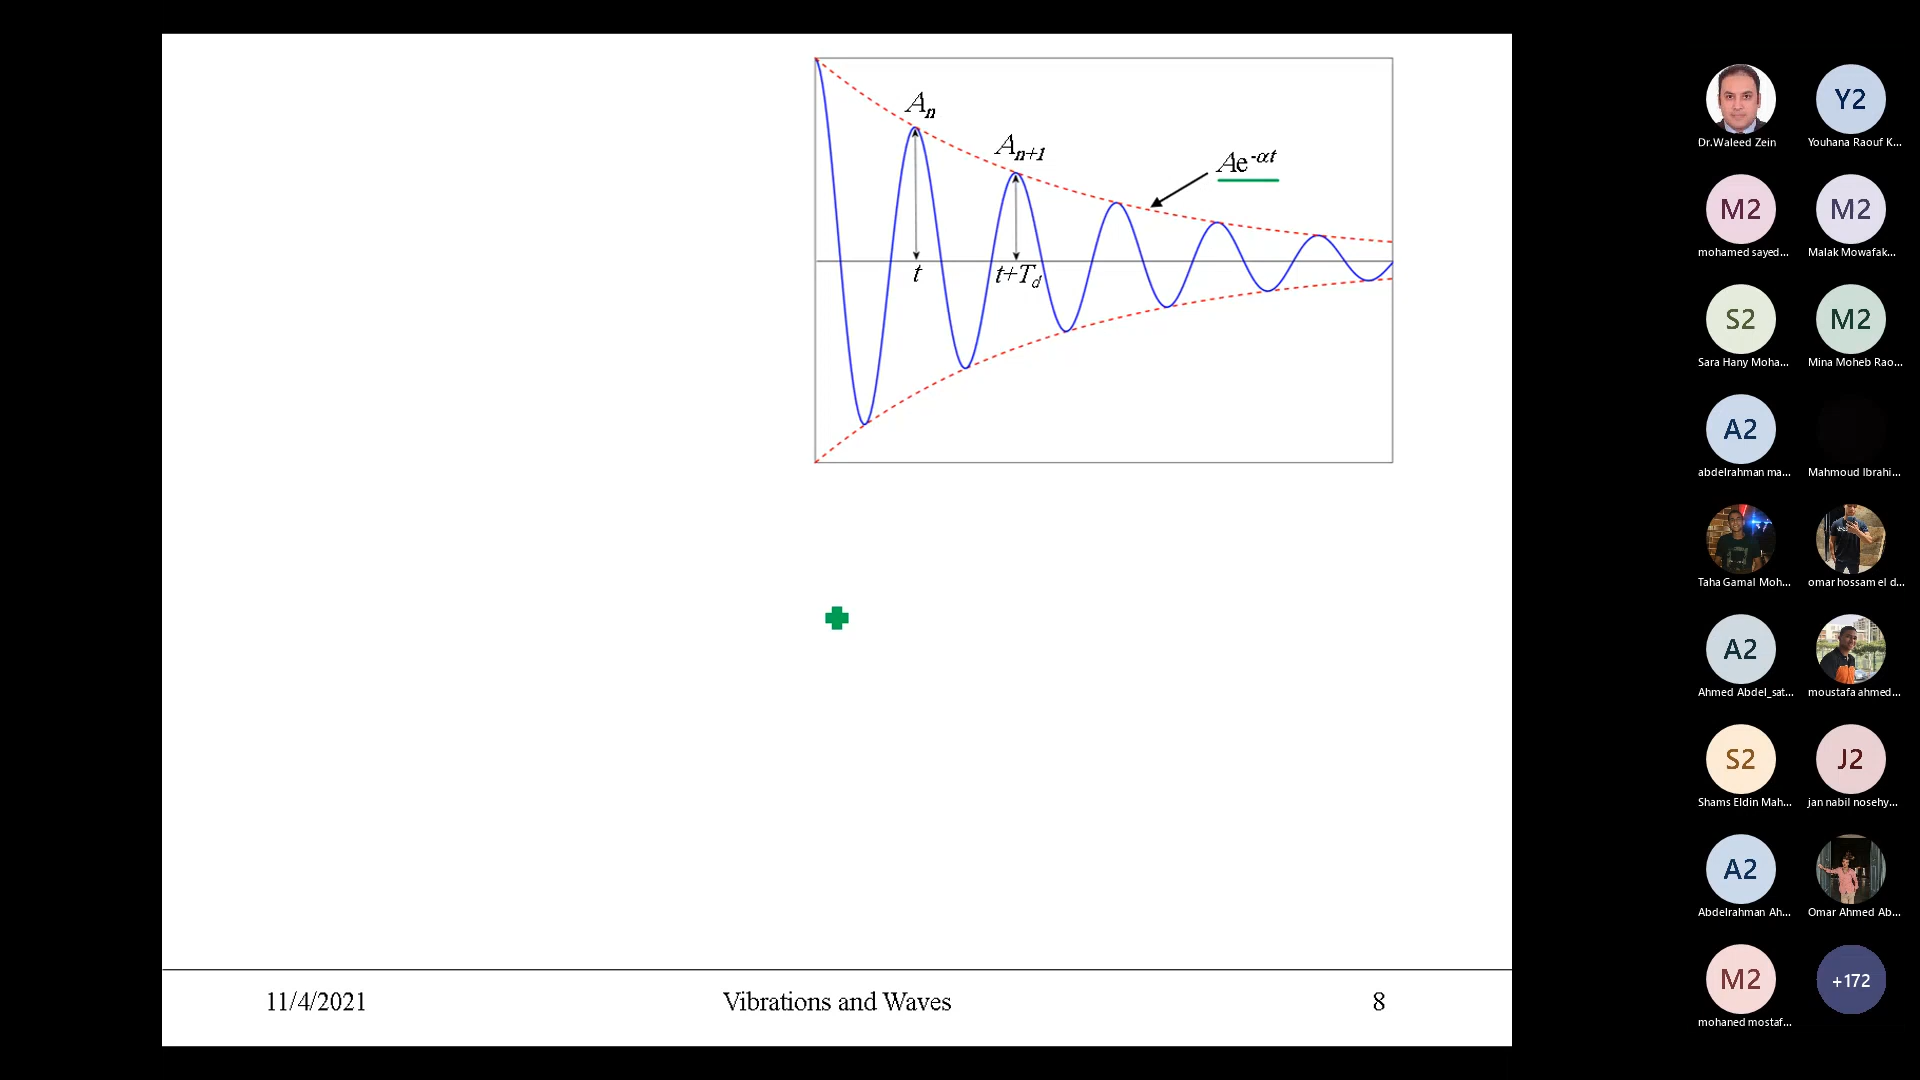 Aₙ
Aₙ₊₁
Ae^-αt
t
t+T_d
11/4/2021
Vibrations and Waves
8
Dr.Waleed Zein
Y2
Youhana Raouf K...
M2
mohamed sayed...
M2
Malak Mowafak...
S2
Sara Hany Moha...
M2
Mina Moheb Rao...
A2
abdelrahman ma...
Mahmoud Ibrahi...
Taha Gamal Moh...
omar hossam el d...
A2
Ahmed Abdel_sat...
moustafa ahmed...
S2
Shams Eldin Mah...
J2
jan nabil nosehy...
A2
Abdelrahman Ah...
Omar Ahmed Ab...
M2
mohaned mostaf...
+172